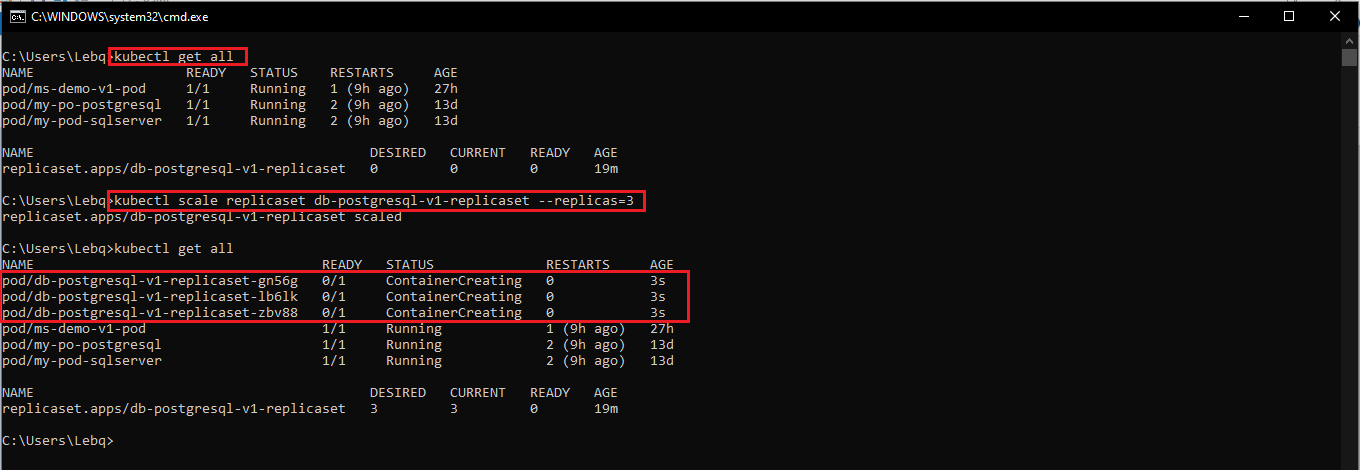 C:\WINDOWS\system32\cmd.exe
C:\Users\Lebq>kubectl get all
NAME READY STATUS RESTARTS AGE
pod/ms-demo-v1-pod 1/1 Running 1 (9h ago) 27h
pod/my-po-postgresql 1/1 Running 2 (9h ago) 13d
pod/my-pod-sqlserver 1/1 Running 2 (9h ago) 13d
NAME DESIRED CURRENT READY AGE
replicaset.apps/db-postgresql-v1-replicaset 0 0 0 19m
C:\Users\Lebq>kubectl scale replicaset db-postgresql-v1-replicaset --replicas=3
replicaset.apps/db-postgresql-v1-replicaset scaled
C:\Users\Lebq>kubectl get all
NAME READY STATUS RESTARTS AGE
pod/db-postgresql-v1-replicaset-gn56g 0/1 ContainerCreating 0 3s
pod/db-postgresql-v1-replicaset-lb6lk 0/1 ContainerCreating 0 3s
pod/db-postgresql-v1-replicaset-zbv88 0/1 ContainerCreating 0 3s
pod/ms-demo-v1-pod 1/1 Running 1 (9h ago) 27h
pod/my-po-postgresql 1/1 Running 2 (9h ago) 13d
pod/my-pod-sqlserver 1/1 Running 2 (9h ago) 13d
NAME DESIRED CURRENT READY AGE
replicaset.apps/db-postgresql-v1-replicaset 3 3 0 19m
C:\Users\Lebq>